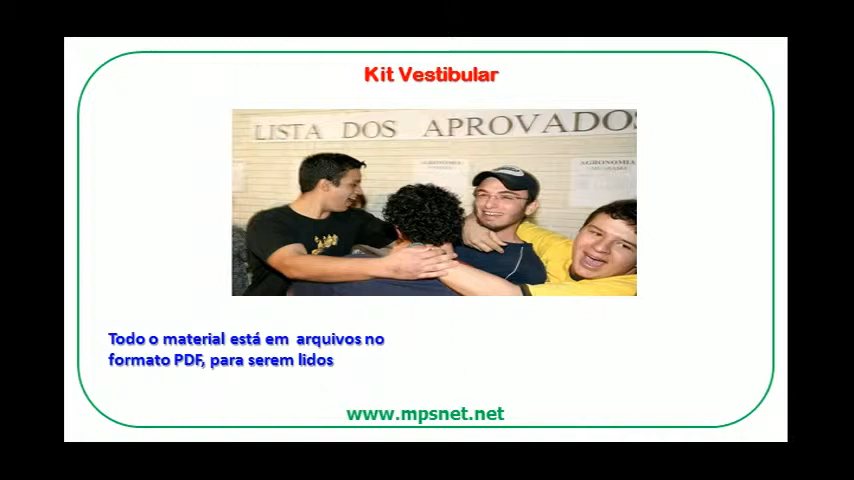 Kit Vestibular
LISTA DOS APROVADOS
AGRONOMIA
AGRONOMIA
Todo o material está em arquivos no
formato PDF, para serem lidos
www.mpsnet.net